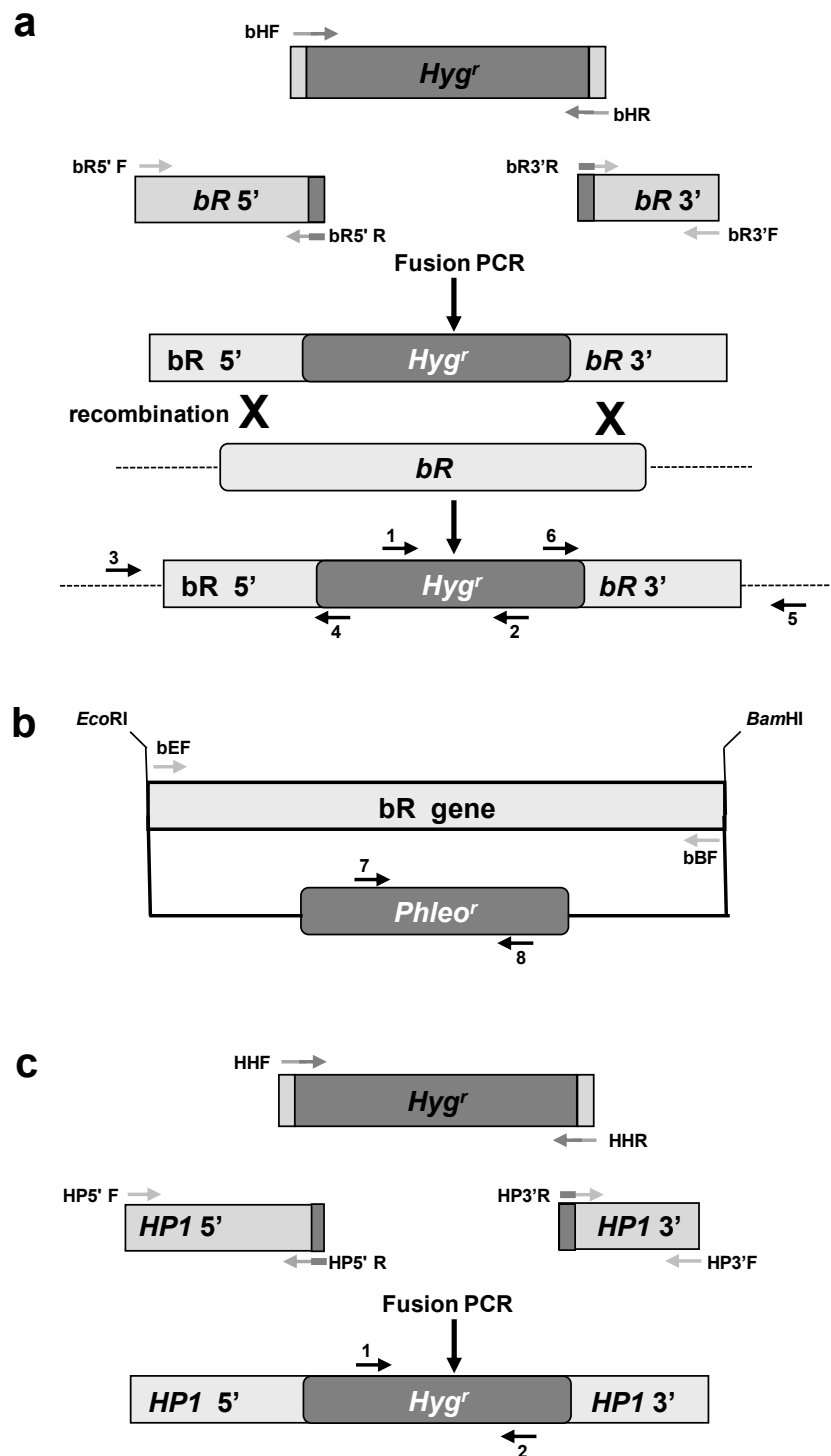 a
bHF
Hygʳ
bHR
bR5' F
bR3'R
bR 5'
bR 3'
bR5' R
bR3'F
Fusion PCR
bR 5'
Hygʳ
bR 3'
recombination X X
bR
3
1
6
bR 5'
Hygʳ
bR 3'
4
2
5
b
EcoRI
BamHI
bEF
bR gene
bBF
7
Phleoʳ
8
c
HHF
Hygʳ
HHR
HP5' F
HP3'R
HP1 5'
HP1 3'
HP5' R
HP3'F
Fusion PCR
1
HP1 5'
Hygʳ
HP1 3'
2